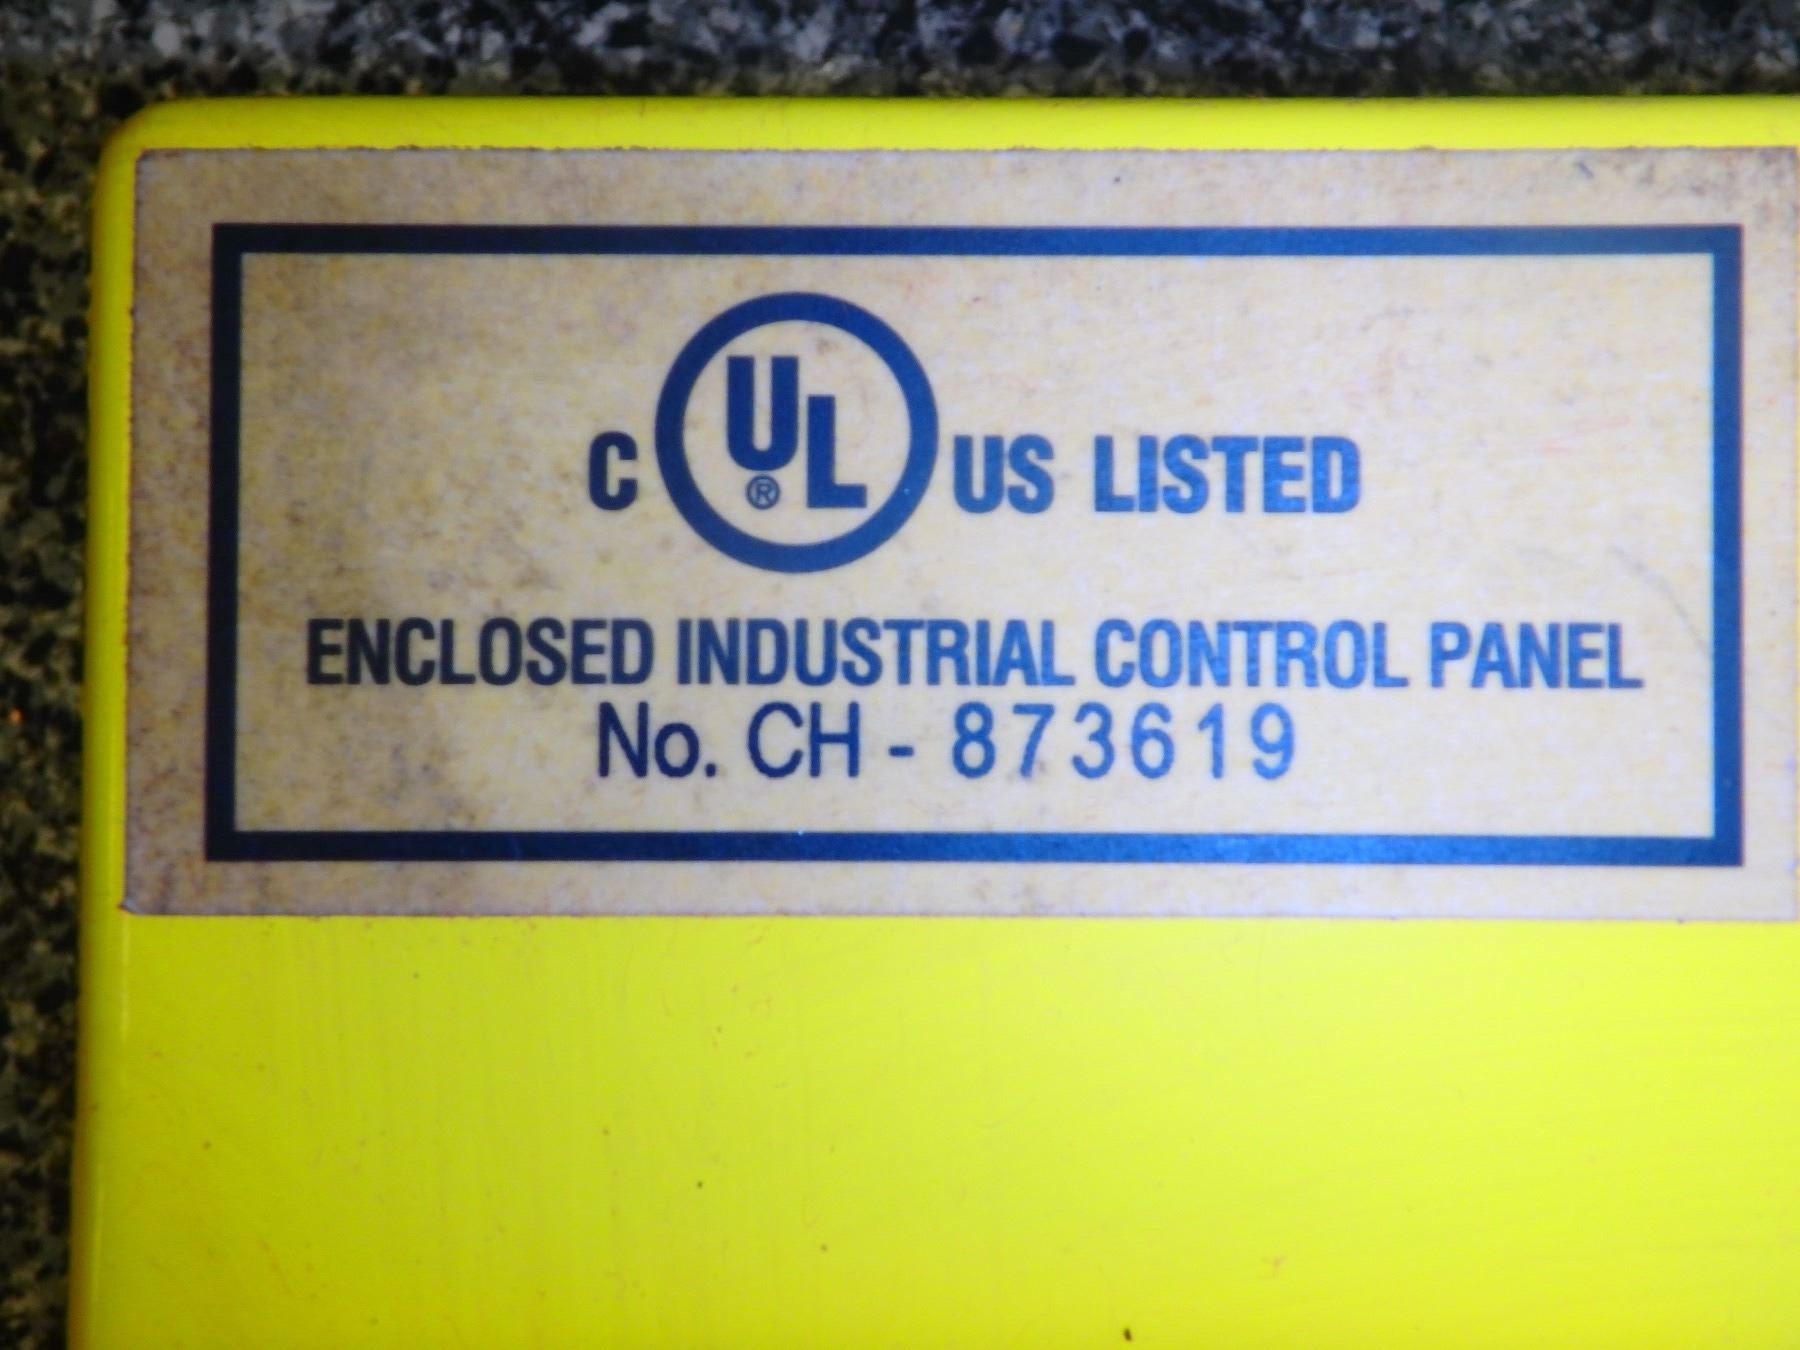 C UL® US LISTED
ENCLOSED INDUSTRIAL CONTROL PANEL
No. CH - 873619